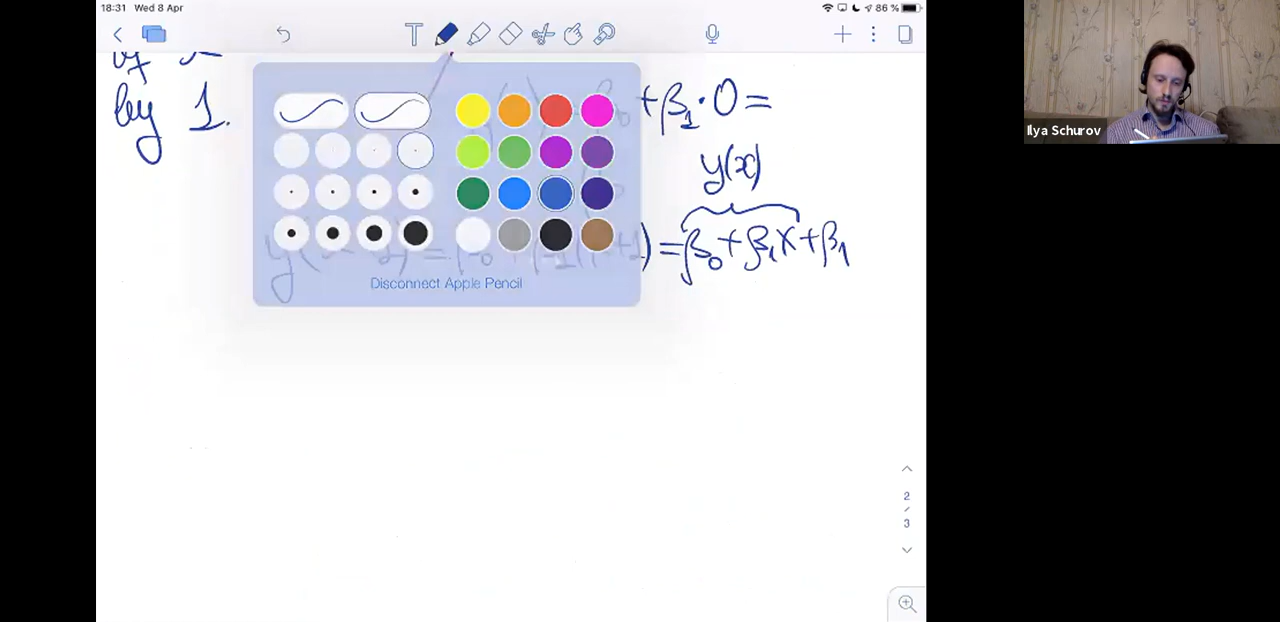 18:31 Wed 8 Apr
86 %
T
by 1.
+β₁·0=
y(x)
y(
) =β₀+β₁x+β₁
Disconnect Apple Pencil
2
3
Ilya Schurov